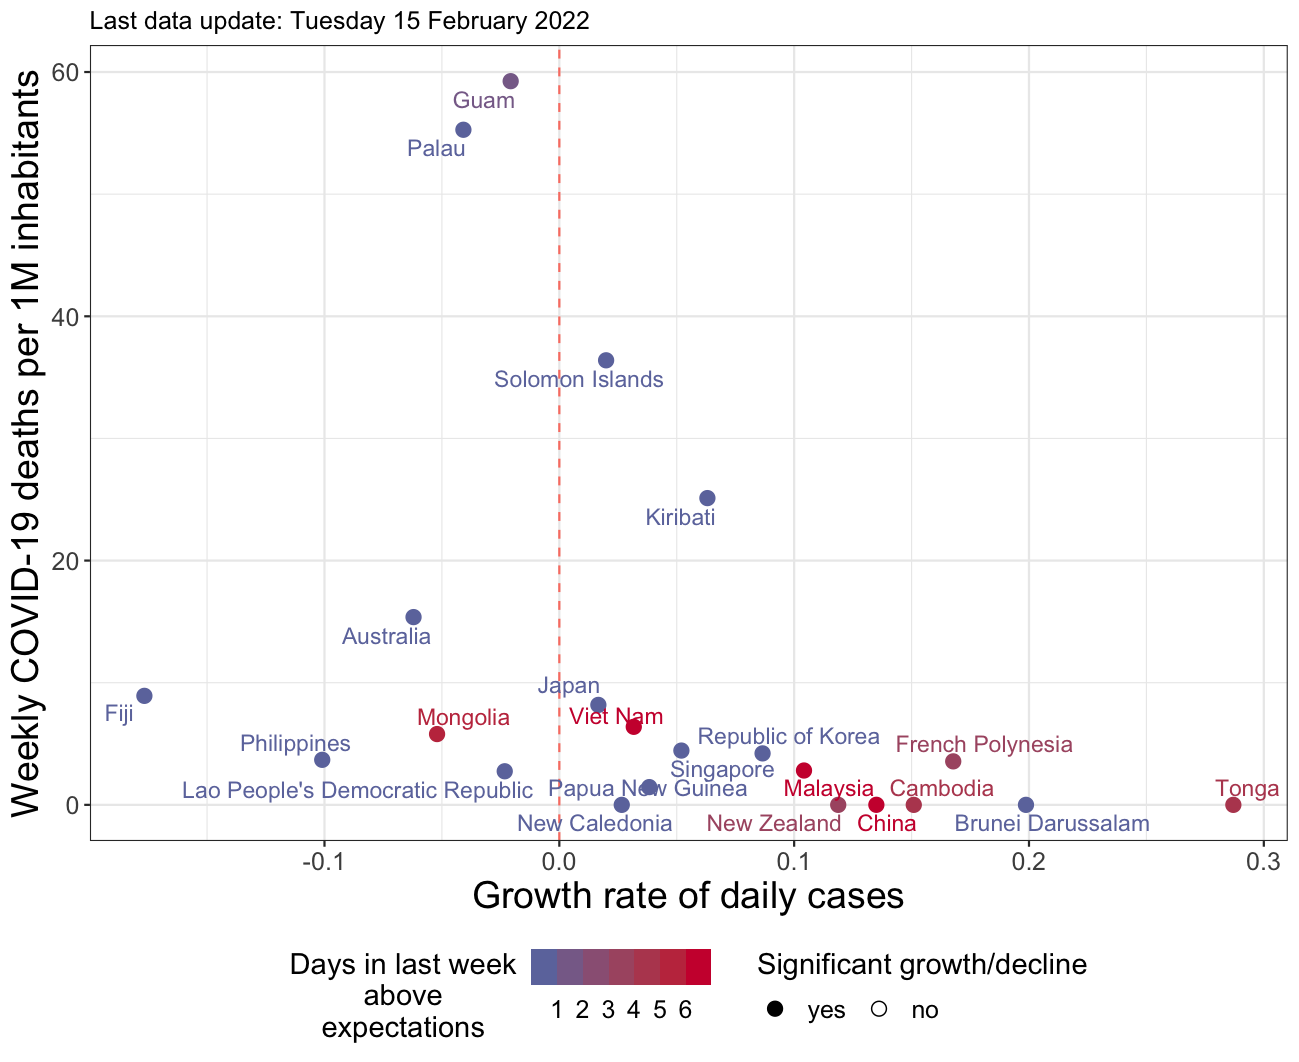 Last data update: Tuesday 15 February 2022
Weekly COVID-19 deaths per 1M inhabitants
60
40
20
0
Guam
Palau
Solomon Islands
Kiribati
Australia
Japan
Fiji
Mongolia
Viet Nam
Philippines
Republic of Korea
French Polynesia
Singapore
Lao People's Democratic Republic
Papua New Guinea
Malaysia
Cambodia
Tonga
New Caledonia
New Zealand
China
Brunei Darussalam
-0.1
0.0
0.1
0.2
0.3
Growth rate of daily cases
Days in last week
above
expectations
1 2 3 4 5 6
Significant growth/decline
yes
no